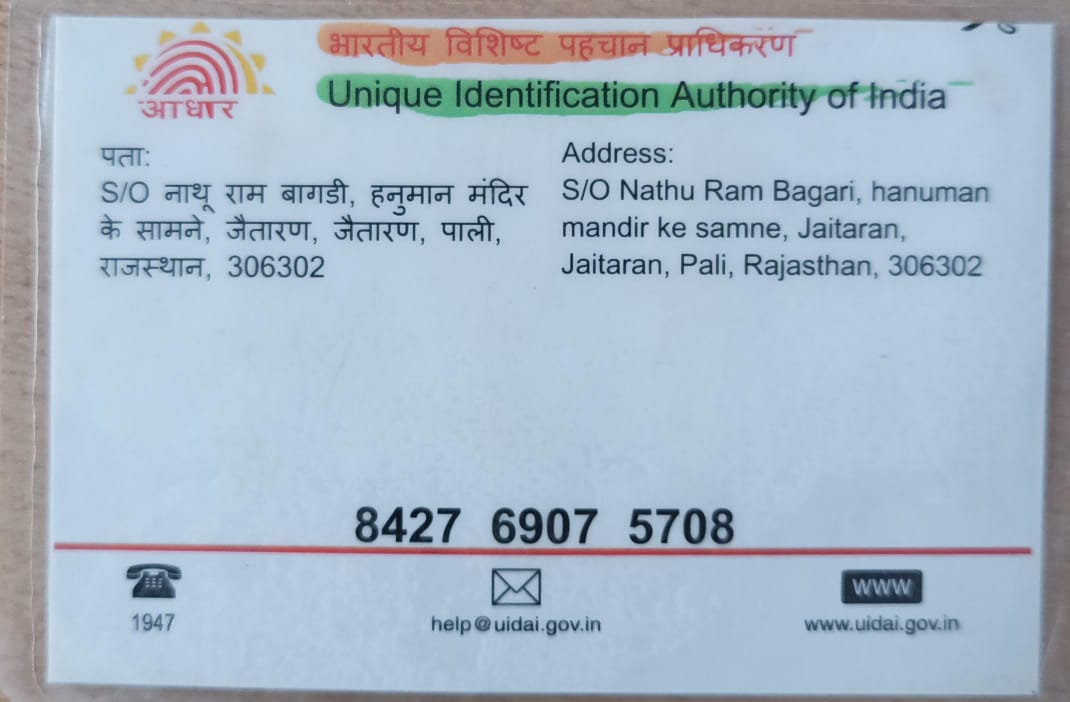 आधार
भारतीय विशिष्ट पहचान प्राधिकरण
Unique Identification Authority of India
पता:
S/O नाथू राम बागडी, हनुमान मंदिर
के सामने, जैतारण, जैतारण, पाली,
राजस्थान, 306302
Address:
S/O Nathu Ram Bagari, hanuman
mandir ke samne, Jaitaran,
Jaitaran, Pali, Rajasthan, 306302
8427 6907 5708
1947
help@uidai.gov.in
WWW
www.uidai.gov.in